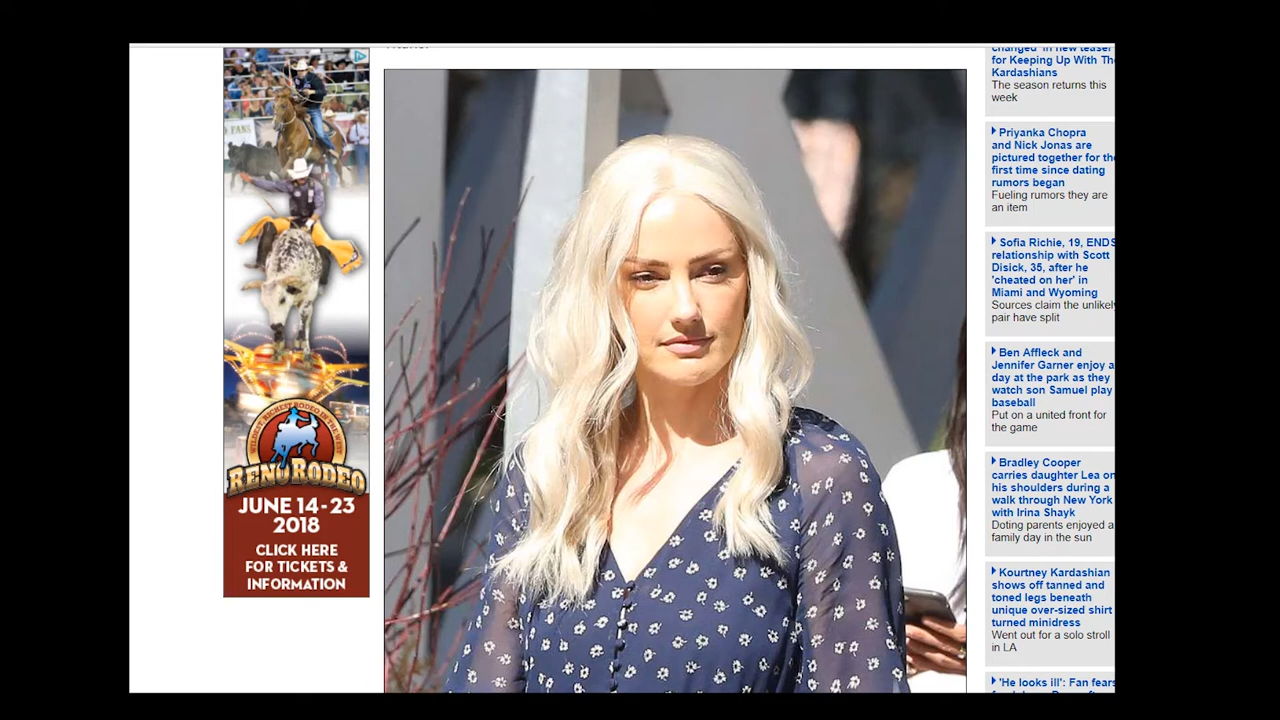 FANS
WILDEST, RICHEST RODEO IN THE WEST
RENO RODEO
JUNE 14-23
2018
CLICK HERE
FOR TICKETS &
INFORMATION
changed' in new teaser
for Keeping Up With Th
Kardashians
The season returns this
week
Priyanka Chopra
and Nick Jonas are
pictured together for the
first time since dating
rumors began
Fueling rumors they are
an item
Sofia Richie, 19, ENDS
relationship with Scott
Disick, 35, after he
'cheated on her' in
Miami and Wyoming
Sources claim the unlikely
pair have split
Ben Affleck and
Jennifer Garner enjoy a
day at the park as they
watch son Samuel play
baseball
Put on a united front for
the game
Bradley Cooper
carries daughter Lea on
his shoulders during a
walk through New York
with Irina Shayk
Doting parents enjoyed a
family day in the sun
Kourtney Kardashian
shows off tanned and
toned legs beneath
unique over-sized shirt
turned minidress
Went out for a solo stroll
in LA
'He looks ill': Fan fears